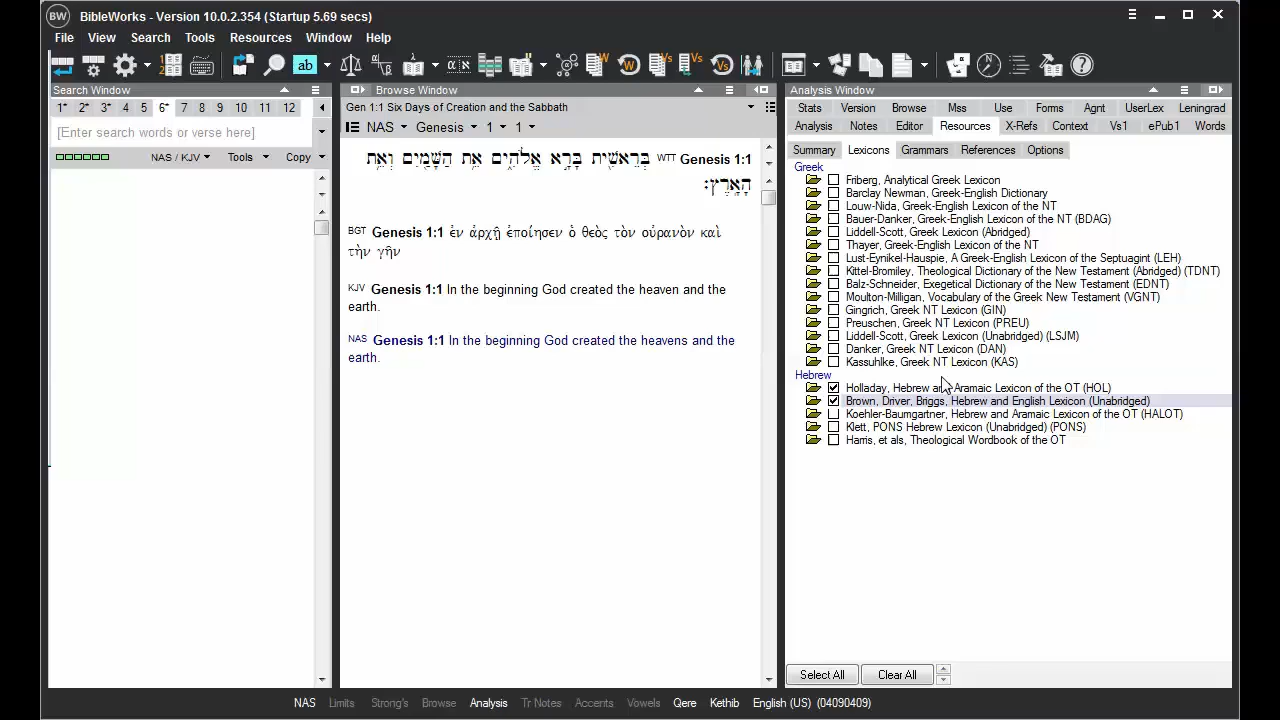 BW BibleWorks - Version 10.0.2.354 (Startup 5.69 secs)
File View Search Tools Resources Window Help
Search Window
1* 2* 3* 4 5 6* 7 8 9 10 11 12
[Enter search words or verse here]
NAS / KJV Tools Copy
Browse Window
Gen 1:1 Six Days of Creation and the Sabbath
NAS Genesis 1 1
WTT Genesis 1:1 בְּרֵאשִׁ֖ית בָּרָ֣א אֱלֹהִ֑ים אֵ֥ת הַשָּׁמַ֖יִם וְאֵ֥ת
הָאָֽרֶץ׃
BGT Genesis 1:1 ἐν ἀρχῇ ἐποίησεν ὁ θεὸς τὸν οὐρανὸν καὶ
τὴν γῆν
KJV Genesis 1:1 In the beginning God created the heaven and the
earth.
NAS Genesis 1:1 In the beginning God created the heavens and the
earth.
Analysis Window
Stats Version Browse Mss Use Forms Agnt UserLex Leningrad
Analysis Notes Editor Resources X-Refs Context Vs1 ePub1 Words
Summary Lexicons Grammars References Options
Greek
Friberg, Analytical Greek Lexicon
Barclay Newman, Greek-English Dictionary
Louw-Nida, Greek-English Lexicon of the NT
Bauer-Danker, Greek-English Lexicon of the NT (BDAG)
Liddell-Scott, Greek Lexicon (Abridged)
Thayer, Greek-English Lexicon of the NT
Lust-Eynikel-Hauspie, A Greek-English Lexicon of the Septuagint (LEH)
Kittel-Bromiley, Theological Dictionary of the New Testament (Abridged) (TDNT)
Balz-Schneider, Exegetical Dictionary of the New Testament (EDNT)
Moulton-Milligan, Vocabulary of the Greek New Testament (VGNT)
Gingrich, Greek NT Lexicon (GIN)
Preuschen, Greek NT Lexicon (PREU)
Liddell-Scott, Greek Lexicon (Unabridged) (LSJM)
Danker, Greek NT Lexicon (DAN)
Kassuhlke, Greek NT Lexicon (KAS)
Hebrew
Holladay, Hebrew and Aramaic Lexicon of the OT (HOL)
Brown, Driver, Briggs, Hebrew and English Lexicon (Unabridged)
Koehler-Baumgartner, Hebrew and Aramaic Lexicon of the OT (HALOT)
Klett, PONS Hebrew Lexicon (Unabridged) (PONS)
Harris, et als, Theological Wordbook of the OT
Select All Clear All
NAS Limits Strong's Browse Analysis Tr Notes Accents Vowels Qere Kethib English (US) (04090409)